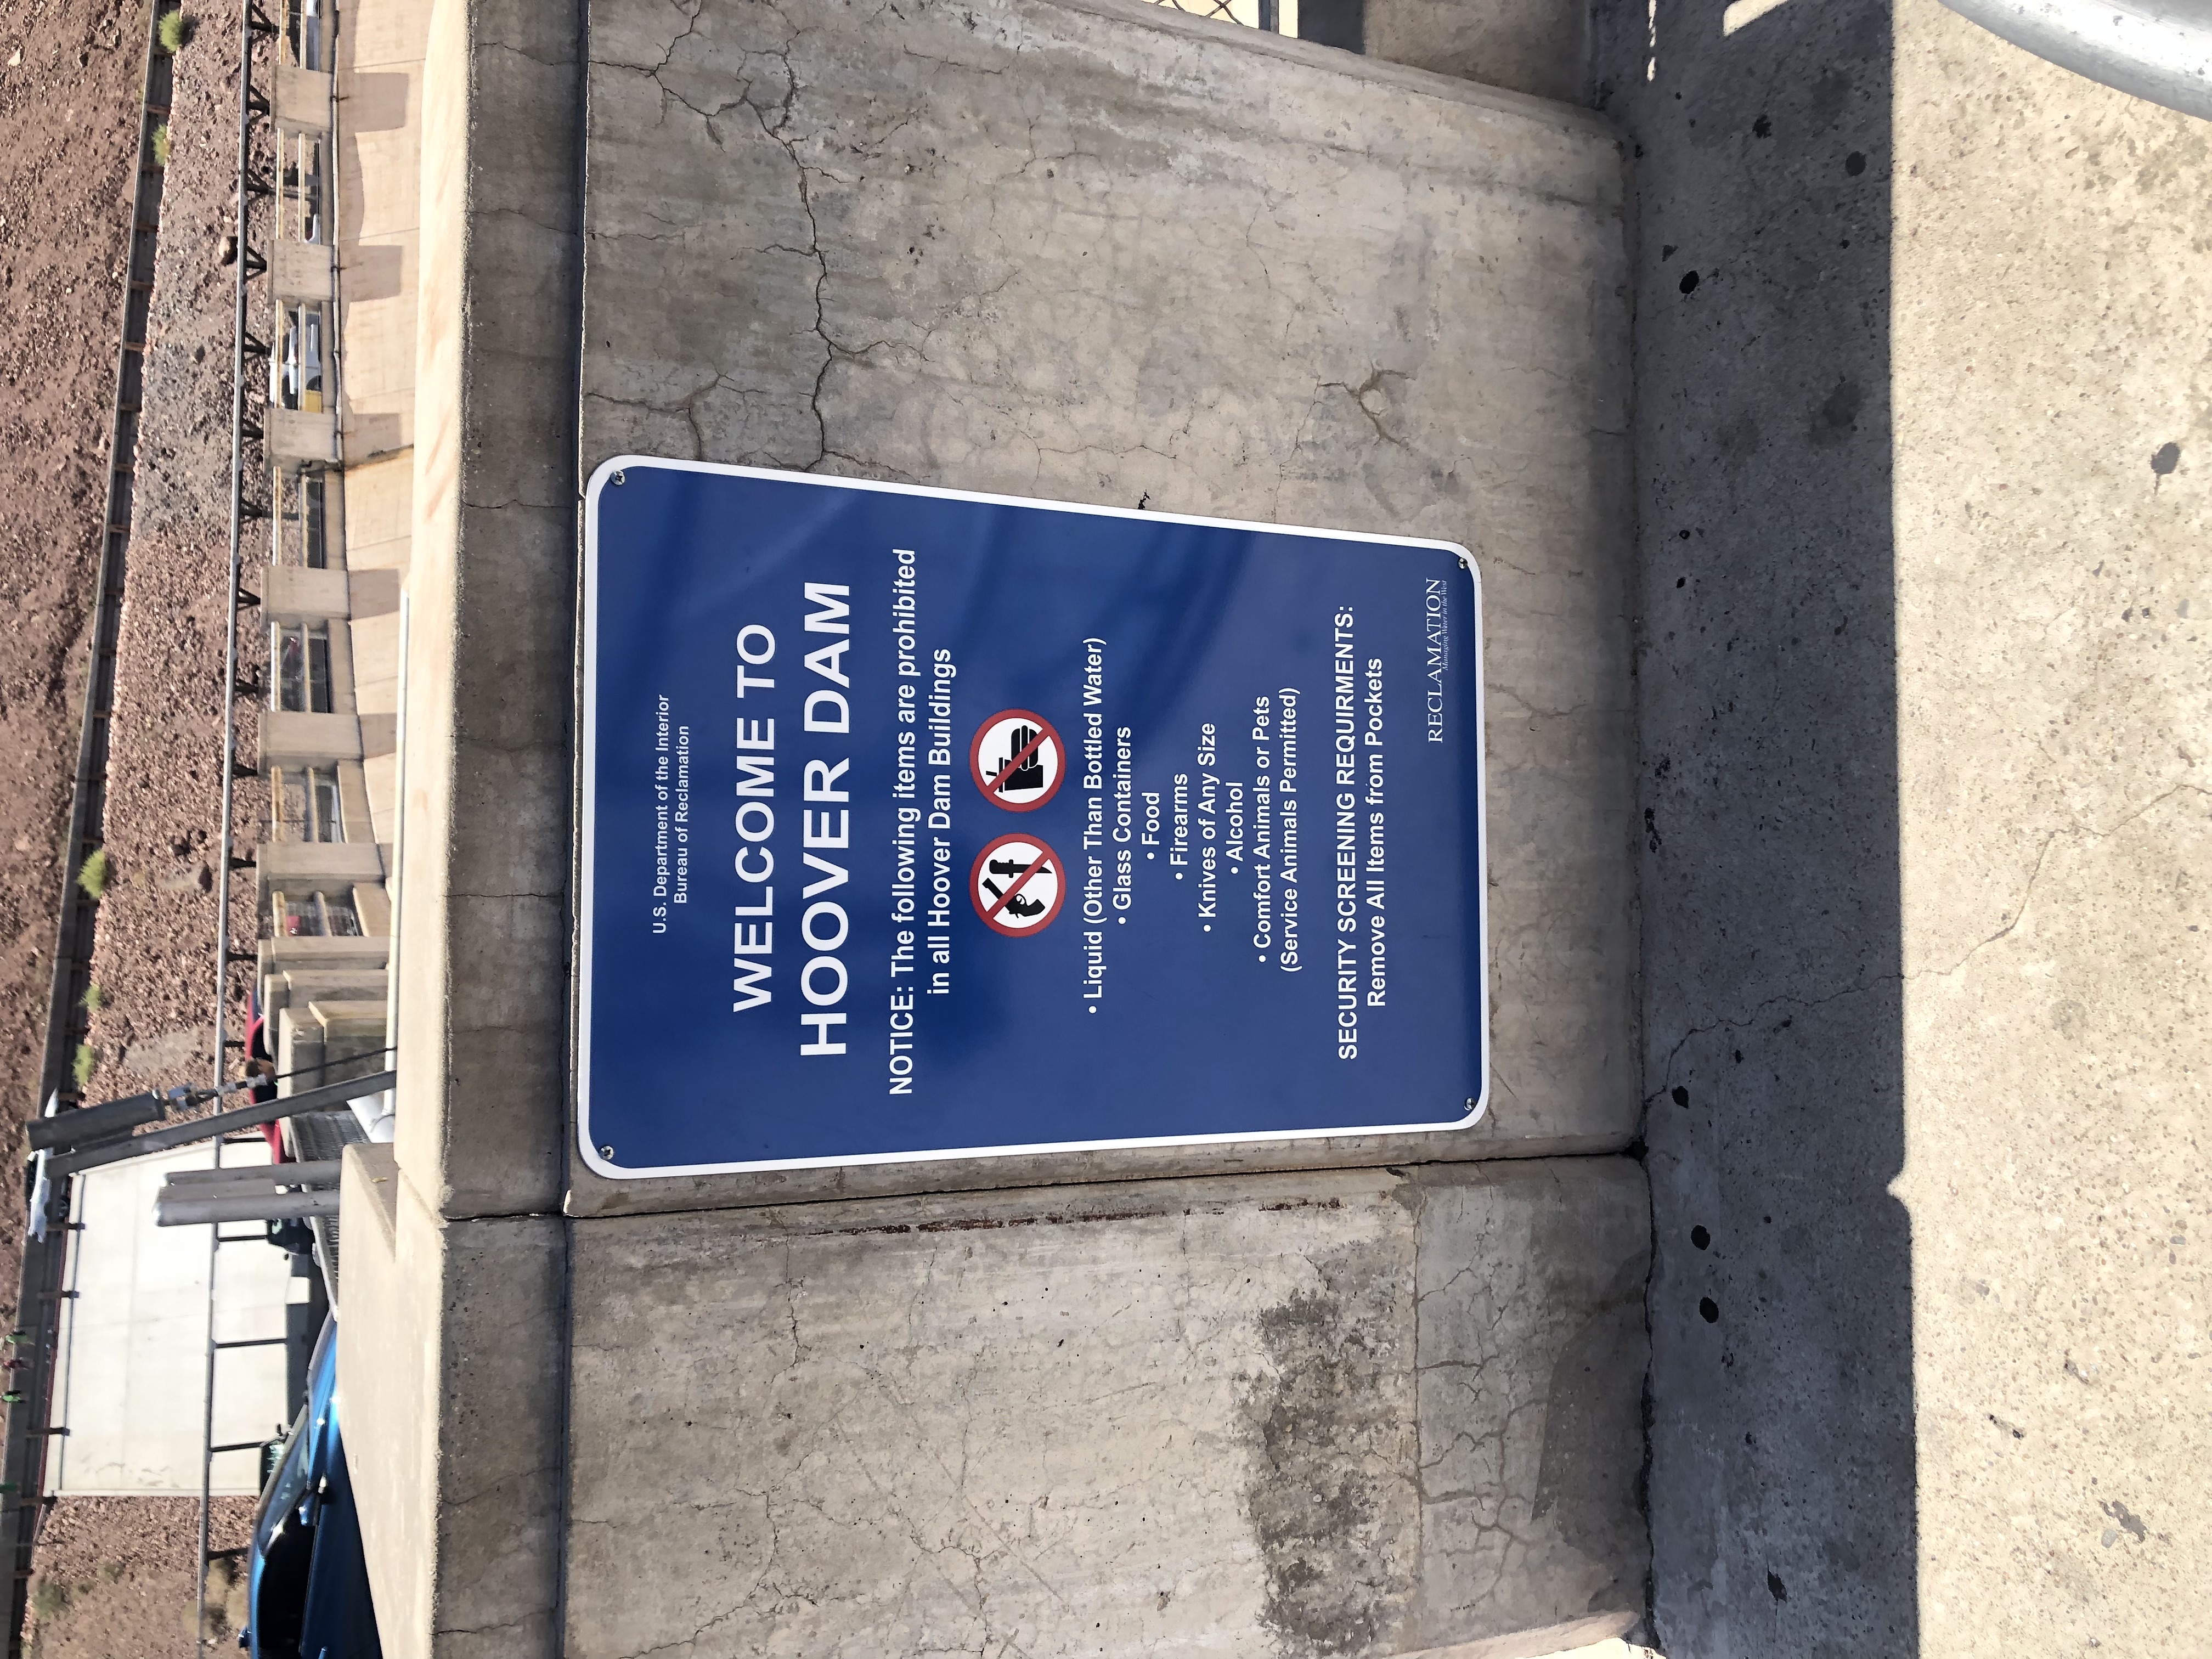 U.S. Department of the Interior
Bureau of Reclamation
WELCOME TO
HOOVER DAM
NOTICE: The following items are prohibited
in all Hoover Dam Buildings
• Liquid (Other Than Bottled Water)
• Glass Containers
• Food
• Firearms
• Knives of Any Size
• Alcohol
• Comfort Animals or Pets
(Service Animals Permitted)
SECURITY SCREENING REQUIRMENTS:
Remove All Items from Pockets
RECLAMATION
Managing Water in the West